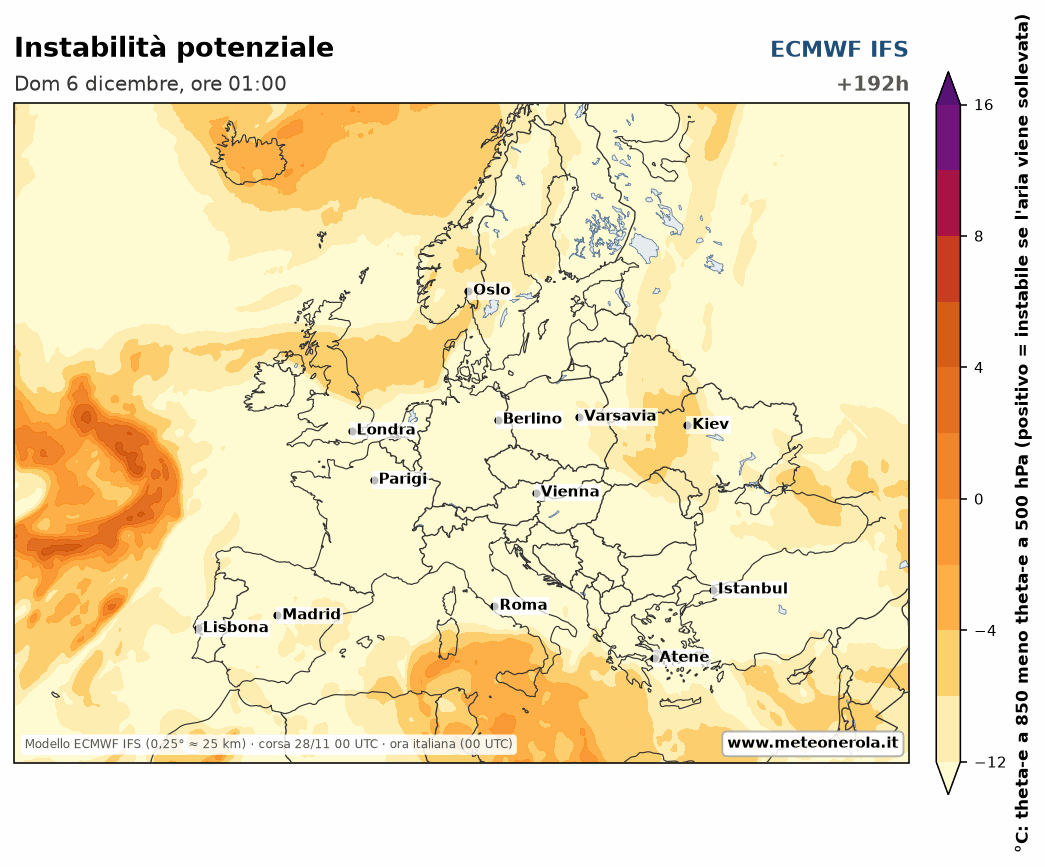 Instabilità potenziale
ECMWF IFS
Dom 6 dicembre, ore 01:00
+192h
Oslo
Berlino
Varsavia
Kiev
Londra
Parigi
Vienna
Istanbul
Roma
Madrid
Lisbona
Atene
Modello ECMWF IFS (0,25° ≈ 25 km) · corsa 28/11 00 UTC · ora italiana (00 UTC)
www.meteonerola.it
16
8
4
0
−4
−12
°C: theta-e a 850 meno theta-e a 500 hPa (positivo = instabile se l'aria viene sollevata)